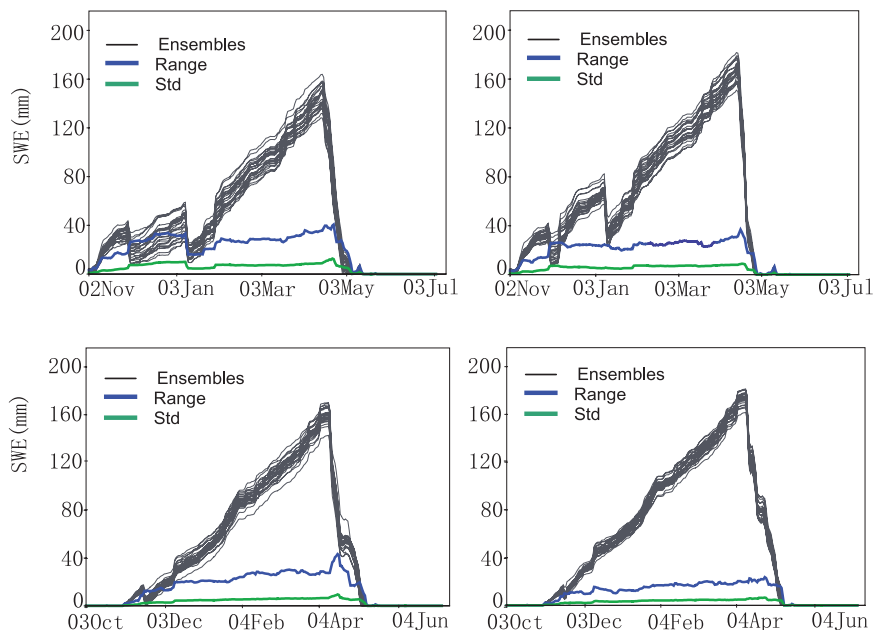 200
160
120
80
40
0
SWE(mm)
Ensembles
Range
Std
02Nov 03Jan 03Mar 03May 03Jul
200
160
120
80
40
0
Ensembles
Range
Std
02Nov 03Jan 03Mar 03May 03Jul
200
160
120
80
40
0
SWE(mm)
Ensembles
Range
Std
03Oct 03Dec 04Feb 04Apr 04Jun
200
160
120
80
40
0
Ensembles
Range
Std
03Oct 03Dec 04Feb 04Apr 04Jun